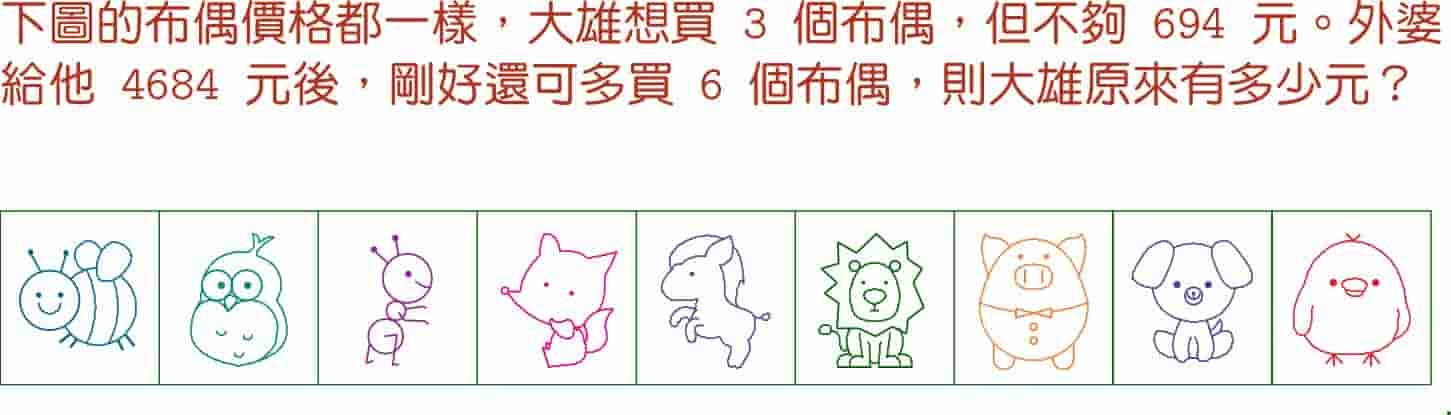 下圖的布偶價格都一樣，大雄想買 3 個布偶，但不夠 694 元。外婆
給他 4684 元後，剛好還可多買 6 個布偶，則大雄原來有多少元？